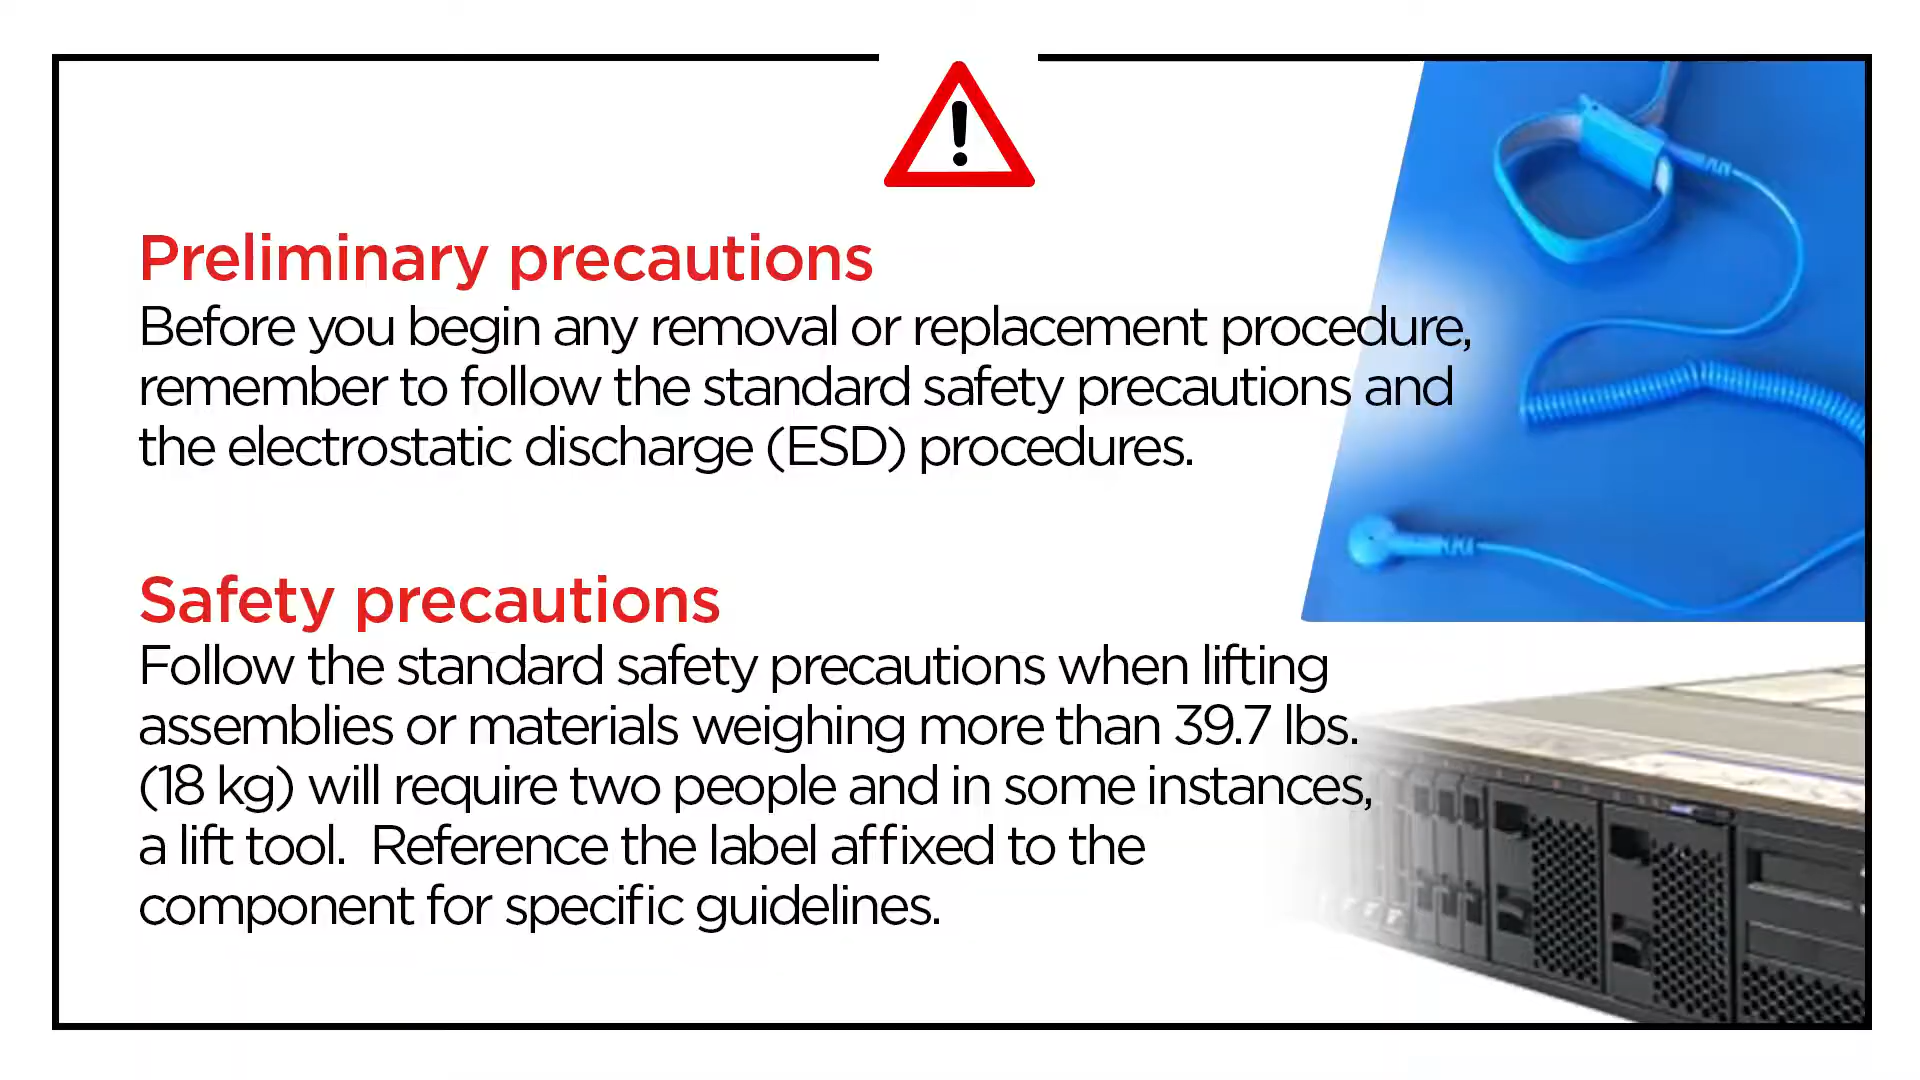 Preliminary precautions
Before you begin any removal or replacement procedure,
remember to follow the standard safety precautions and
the electrostatic discharge (ESD) procedures.
Safety precautions
Follow the standard safety precautions when lifting
assemblies or materials weighing more than 39.7 lbs.
(18 kg) will require two people and in some instances,
a lift tool.  Reference the label affixed to the
component for specific guidelines.